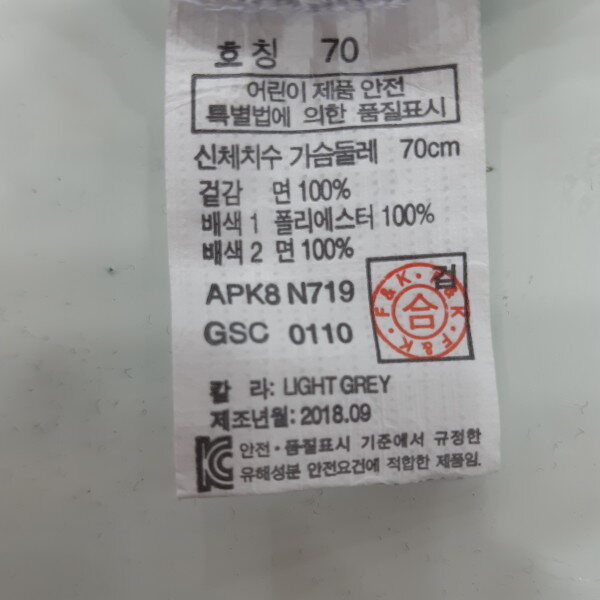 호칭 70
어린이 제품 안전
특별법에 의한 품질표시
신체치수 가슴둘레 70cm
겉감 면 100%
배색 1 폴리에스터 100%
배색 2 면 100%
APK8 N719
GSC 0110
검
F&K · F&K · F&K ·
합
칼 라: LIGHT GREY
제조년월: 2018.09
KC 안전 · 품질표시 기준에서 규정한
유해성분 안전요건에 적합한 제품임.